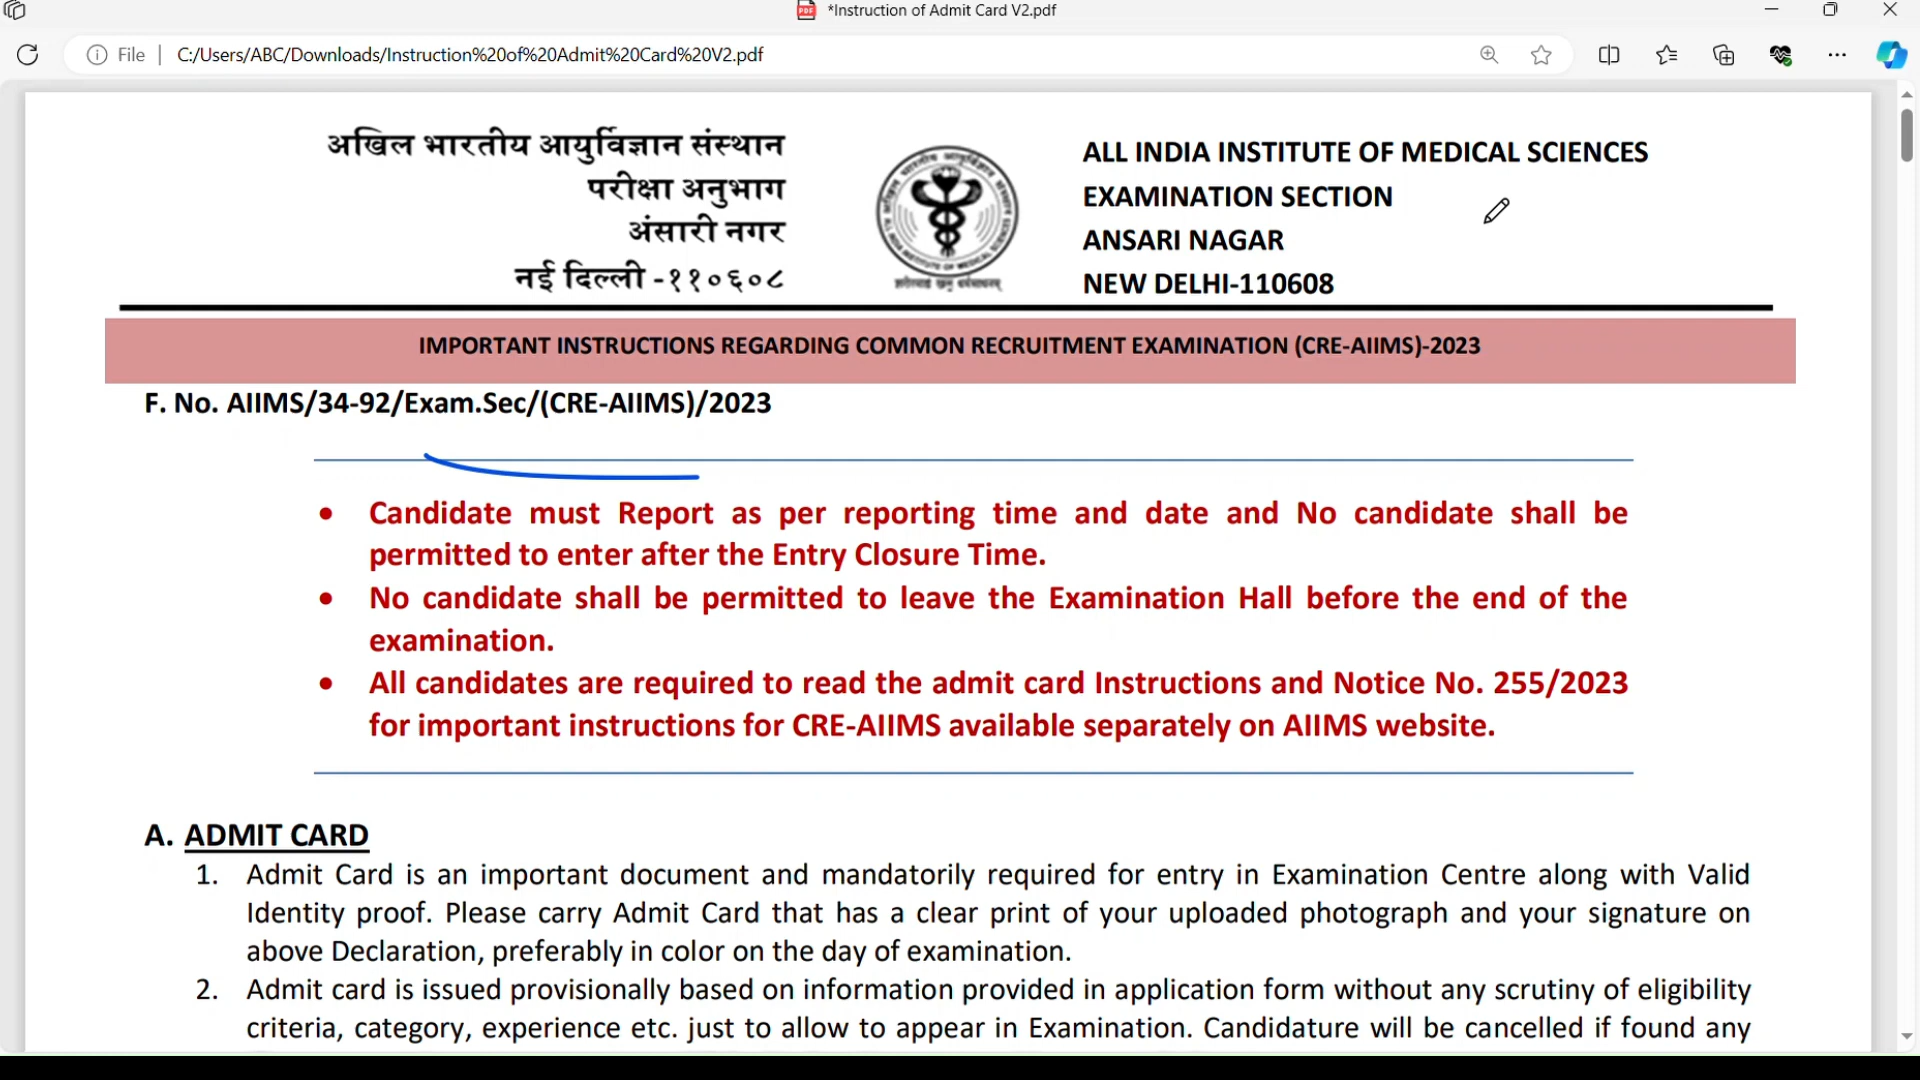 *Instruction of Admit Card V2.pdf
File
C:/Users/ABC/Downloads/Instruction%20of%20Admit%20Card%20V2.pdf
अखिल भारतीय आयुर्विज्ञान संस्थान
परीक्षा अनुभाग
अंसारी नगर
नई दिल्ली -११०६०८
ALL INDIA INSTITUTE OF MEDICAL SCIENCES
EXAMINATION SECTION
ANSARI NAGAR
NEW DELHI-110608
IMPORTANT INSTRUCTIONS REGARDING COMMON RECRUITMENT EXAMINATION (CRE-AIIMS)-2023
F. No. AIIMS/34-92/Exam.Sec/(CRE-AIIMS)/2023
• Candidate must Report as per reporting time and date and No candidate shall be
permitted to enter after the Entry Closure Time.
• No candidate shall be permitted to leave the Examination Hall before the end of the
examination.
• All candidates are required to read the admit card Instructions and Notice No. 255/2023
for important instructions for CRE-AIIMS available separately on AIIMS website.
A. ADMIT CARD
1. Admit Card is an important document and mandatorily required for entry in Examination Centre along with Valid
Identity proof. Please carry Admit Card that has a clear print of your uploaded photograph and your signature on
above Declaration, preferably in color on the day of examination.
2. Admit card is issued provisionally based on information provided in application form without any scrutiny of eligibility
criteria, category, experience etc. just to allow to appear in Examination. Candidature will be cancelled if found any